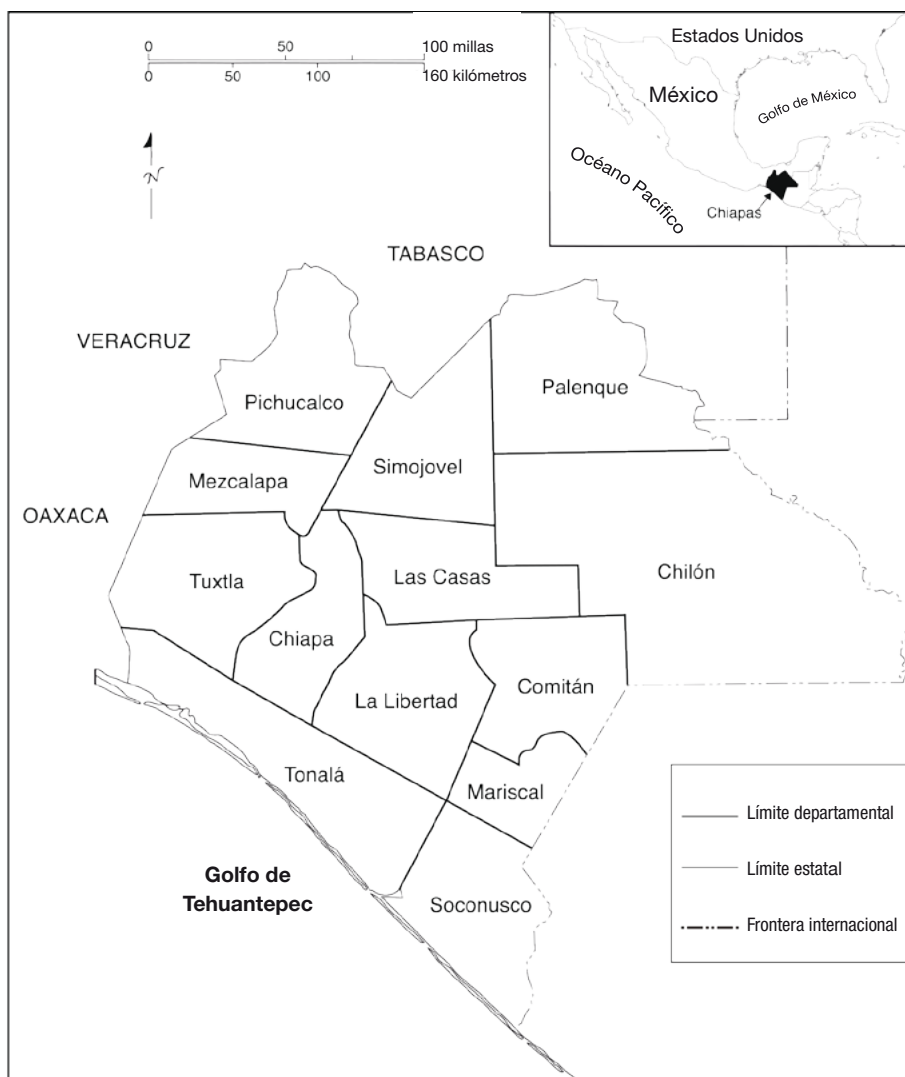 0 50 100 millas
0 50 100 160 kilómetros
N
Estados Unidos
México
Golfo de México
Océano Pacífico
Chiapas
TABASCO
VERACRUZ
Palenque
Pichucalco
Simojovel
Mezcalapa
OAXACA
Las Casas
Chilón
Tuxtla
Chiapa
Comitán
La Libertad
Tonalá
Mariscal
Golfo de
Tehuantepec
Soconusco
Límite departamental
Límite estatal
Frontera internacional